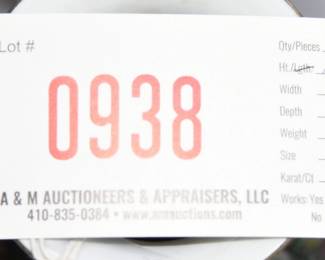 Lot #
0938
A & M AUCTIONEERS & APPRAISERS, LLC
410-835-0384 • www.amauctions.com
Qty/Pieces
Ht./Lgth/
Width
Depth
Weight
Size
Karat/Ct
Works: Yes
No